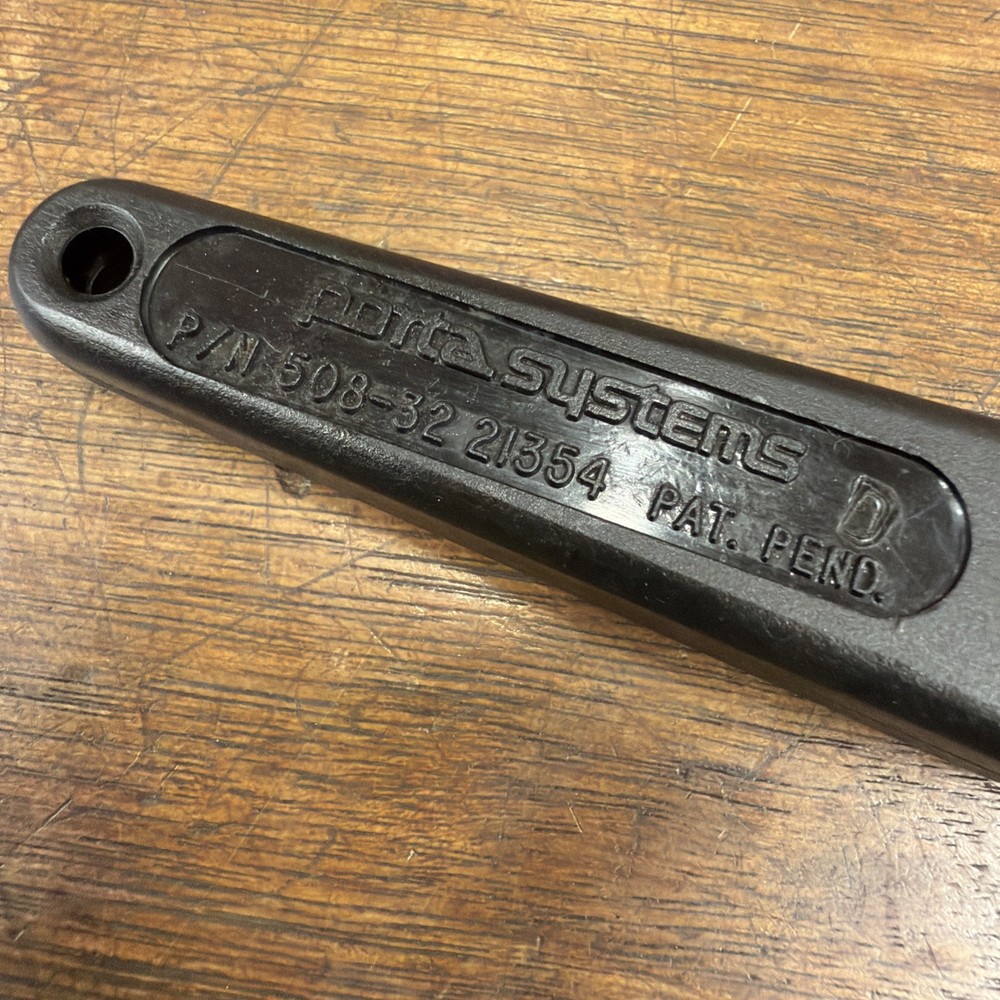 porta systems
D
P/N 508-32 21354 PAT. PEND.